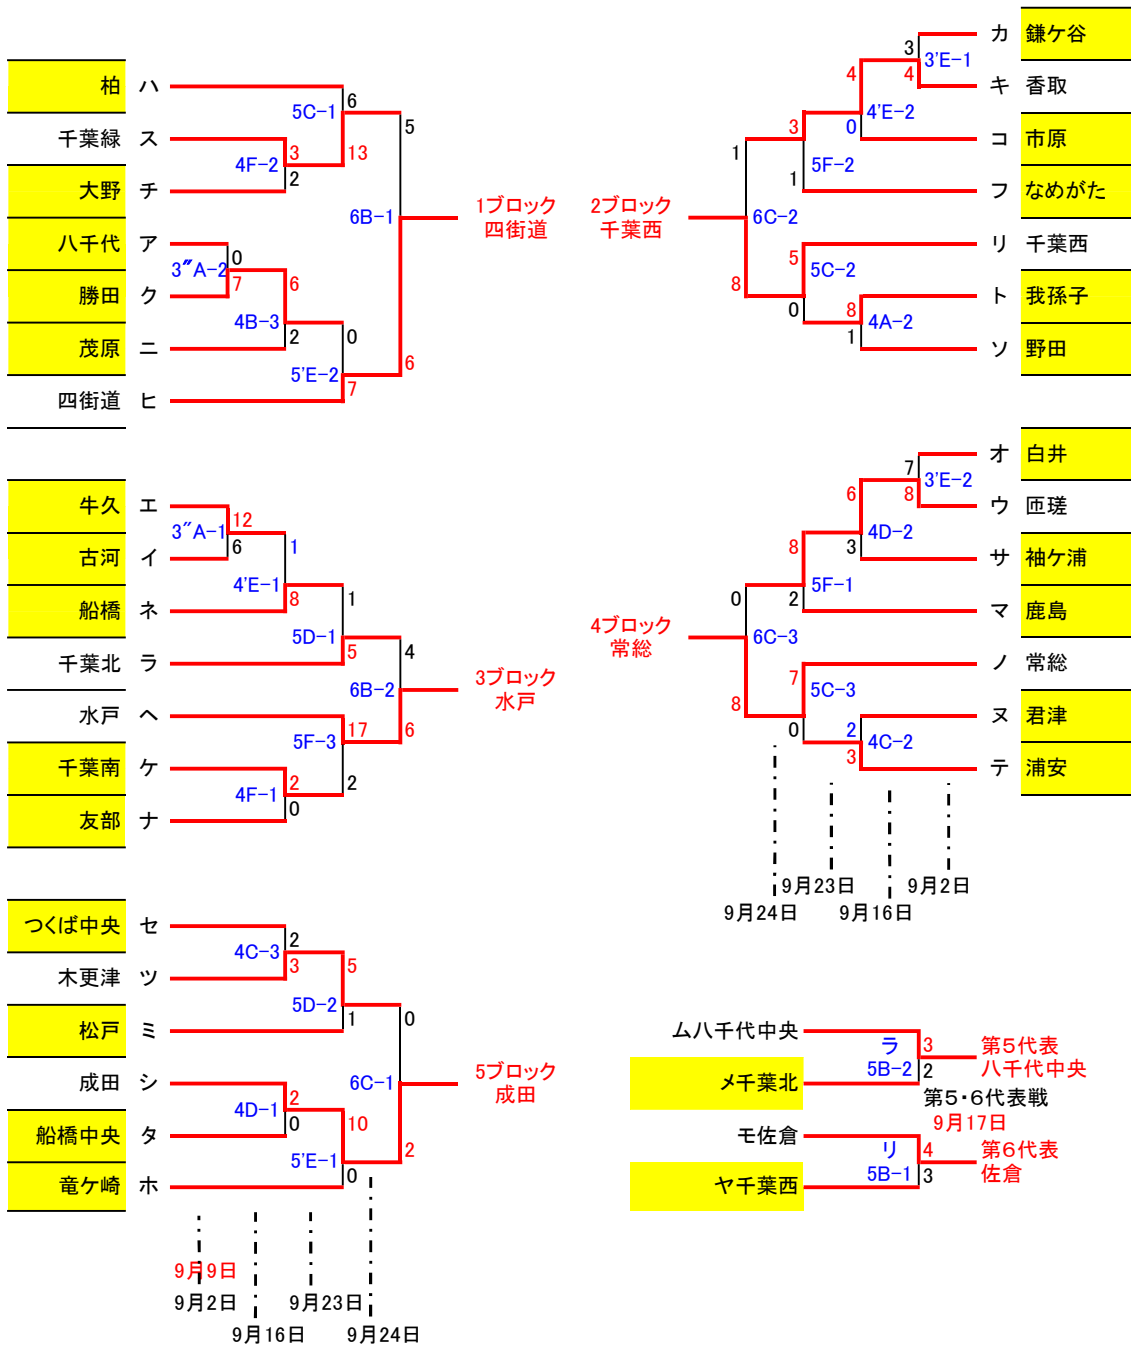 柏 ハ
6
5C-1
5
千葉緑 ス
3
13
4F-2
2
大野 チ
6B-1
1ブロック
四街道
八千代 ア
0
3″A-2
7
6
勝田 ク
4B-3
2
0
茂原 ニ
5'E-2
6
7
四街道 ヒ
カ 鎌ケ谷
3
3'E-1
4
4
キ 香取
4'E-2
3
0
コ 市原
1
5F-2
1
フ なめがた
2ブロック
千葉西
6C-2
リ 千葉西
5
5C-2
8
ト 我孫子
0
8
4A-2
1
ソ 野田
牛久 エ
12
3″A-1
6
1
古河 イ
4'E-1
8
船橋 ネ
1
5D-1
5
4
千葉北 ラ
6B-2
3ブロック
水戸
水戸 ヘ
17
6
5F-3
2
千葉南 ケ
2
4F-1
0
友部 ナ
オ 白井
7
3'E-2
6
8
ウ 匝瑳
4D-2
8
3
サ 袖ケ浦
5F-1
0
2
マ 鹿島
4ブロック
常総
6C-3
ノ 常総
7
5C-3
8
ヌ 君津
0
2
4C-2
3
テ 浦安
9月23日
9月2日
9月24日
9月16日
つくば中央 セ
2
4C-3
3
5
木更津 ツ
5D-2
1
0
松戸 ミ
成田 シ
6C-1
5ブロック
成田
2
4D-1
0
10
2
船橋中央 タ
5'E-1
0
竜ケ崎 ホ
9月9日
9月2日
9月23日
9月16日
9月24日
ム八千代中央
ラ
3
第5代表
5B-2
2
八千代中央
メ千葉北
第5・6代表戦
9月17日
モ佐倉
リ
4
第6代表
5B-1
3
佐倉
ヤ千葉西